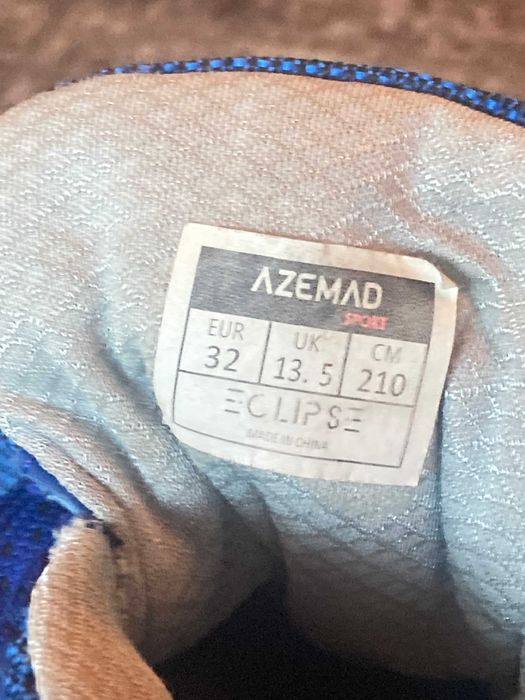 AZEMAD
SPORT
EUR UK CM
32 13. 5 210
ECLIPSE
MADE IN CHINA